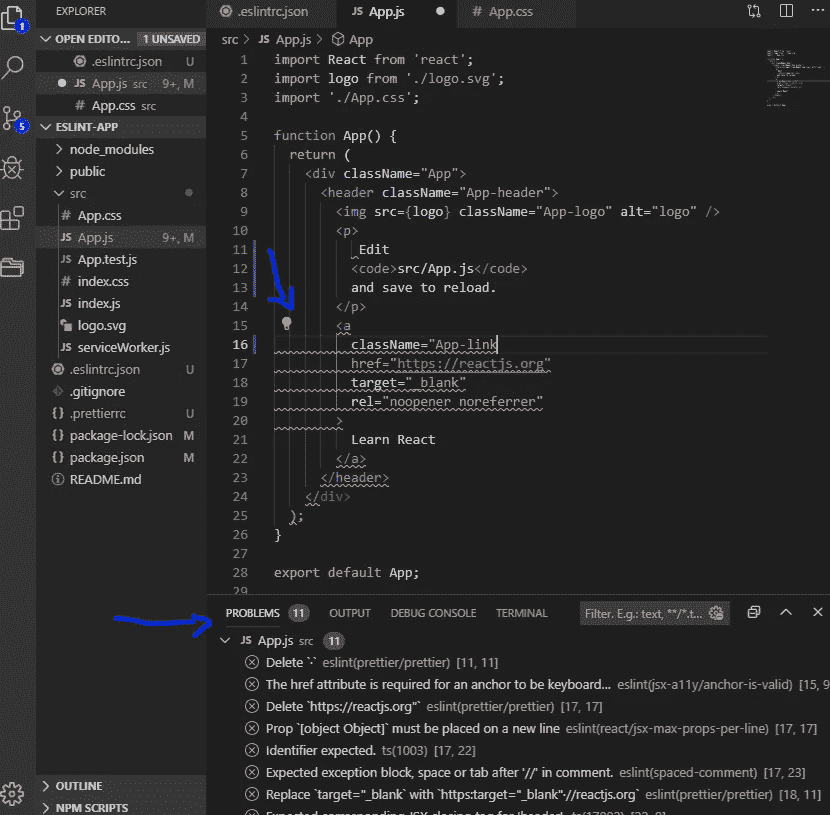 EXPLORER
.eslintrc.json
JS App.js
# App.css
1
OPEN EDITO... 1 UNSAVED
.eslintrc.json U
JS App.js src 9+, M
# App.css src
ESLINT-APP
node_modules
public
src
# App.css
JS App.js 9+, M
JS App.test.js
# index.css
JS index.js
logo.svg
JS serviceWorker.js
.eslintrc.json U
.gitignore
{} .prettierrc U
{} package-lock.json M
{} package.json M
README.md
OUTLINE
NPM SCRIPTS
5
src > JS App.js > App
1 import React from 'react';
2 import logo from './logo.svg';
3 import './App.css';
4
5 function App() {
6 return (
7 <div className="App">
8 <header className="App-header">
9 <img src={logo} className="App-logo" alt="logo" />
10 <p>
11 Edit
12 <code>src/App.js</code>
13 and save to reload.
14 </p>
15 <a
16 className="App-link
17 href="https://reactjs.org"
18 target="_blank"
19 rel="noopener noreferrer"
20 >
21 Learn React
22 </a>
23 </header>
24 </div>
25 );
26 }
27
28 export default App;
29
PROBLEMS 11 OUTPUT DEBUG CONSOLE TERMINAL Filter. E.g.: text, **/*.t...
JS App.js src 11
Delete `·` eslint(prettier/prettier) [11, 11]
The href attribute is required for an anchor to be keyboard... eslint(jsx-a11y/anchor-is-valid) [15, 9
Delete `https://reactjs.org"` eslint(prettier/prettier) [17, 17]
Prop `[object Object]` must be placed on a new line eslint(react/jsx-max-props-per-line) [17, 17]
Identifier expected. ts(1003) [17, 22]
Expected exception block, space or tab after '//' in comment. eslint(spaced-comment) [17, 23]
Replace `target="_blank` with `https:target="_blank"·//reactjs.org` eslint(prettier/prettier) [18, 11]